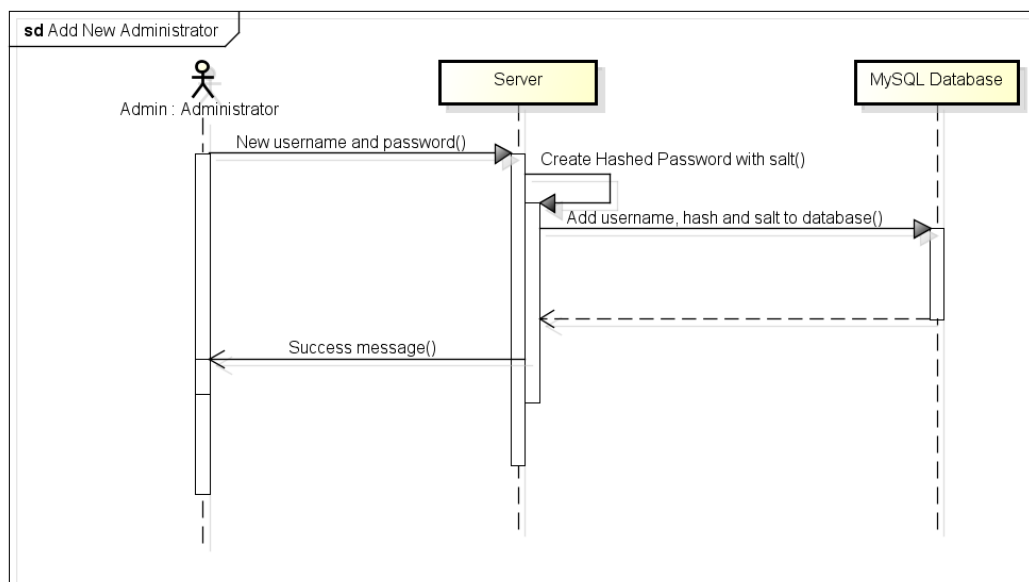 sd Add New Administrator
Admin : Administrator
Server
MySQL Database
New username and password()
Create Hashed Password with salt()
Add username, hash and salt to database()
Success message()